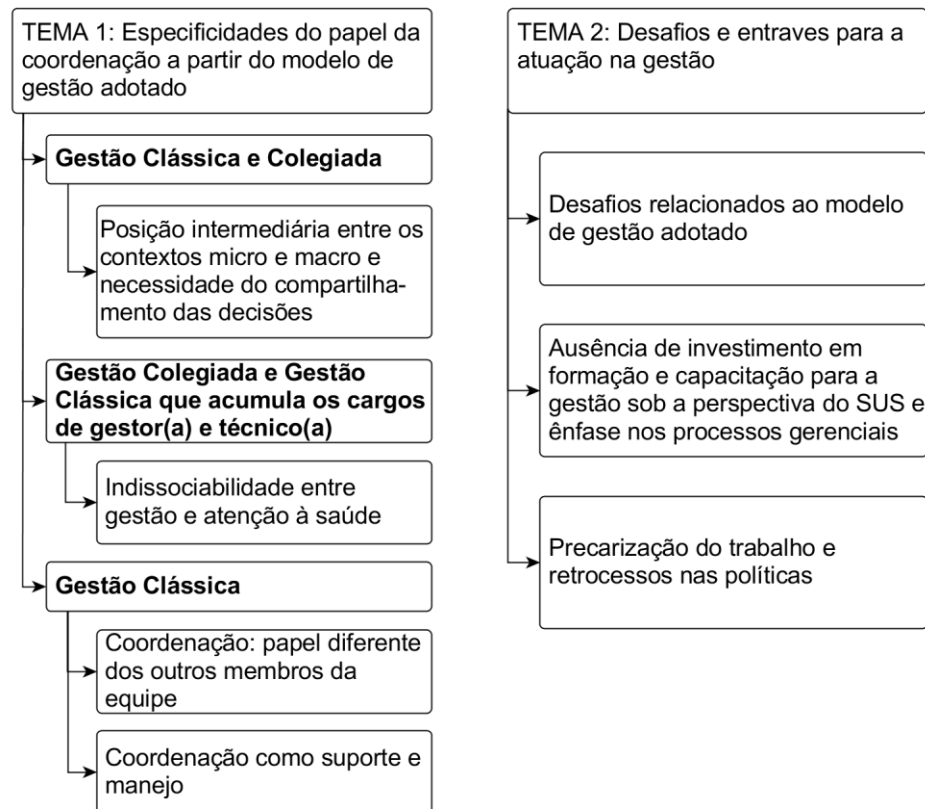 TEMA 1: Especificidades do papel da
coordenação a partir do modelo de
gestão adotado
Gestão Clássica e Colegiada
Posição intermediária entre os
contextos micro e macro e
necessidade do compartilha-
mento das decisões
Gestão Colegiada e Gestão
Clássica que acumula os cargos
de gestor(a) e técnico(a)
Indissociabilidade entre
gestão e atenção à saúde
Gestão Clássica
Coordenação: papel diferente
dos outros membros da
equipe
Coordenação como suporte e
manejo
TEMA 2: Desafios e entraves para a
atuação na gestão
Desafios relacionados ao modelo
de gestão adotado
Ausência de investimento em
formação e capacitação para a
gestão sob a perspectiva do SUS e
ênfase nos processos gerenciais
Precarização do trabalho e
retrocessos nas políticas